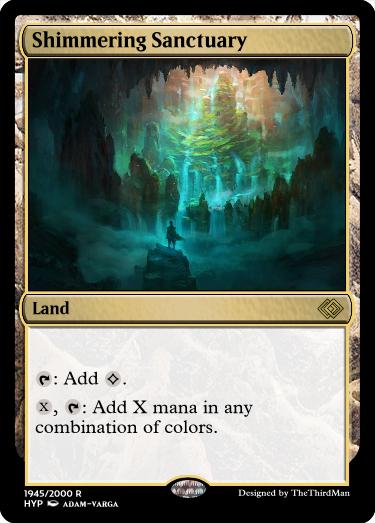 Shimmering Sanctuary
Land
: Add .
X, : Add X mana in any
combination of colors.
1945/2000 R
HYP ADAM-VARGA
Designed by TheThirdMan